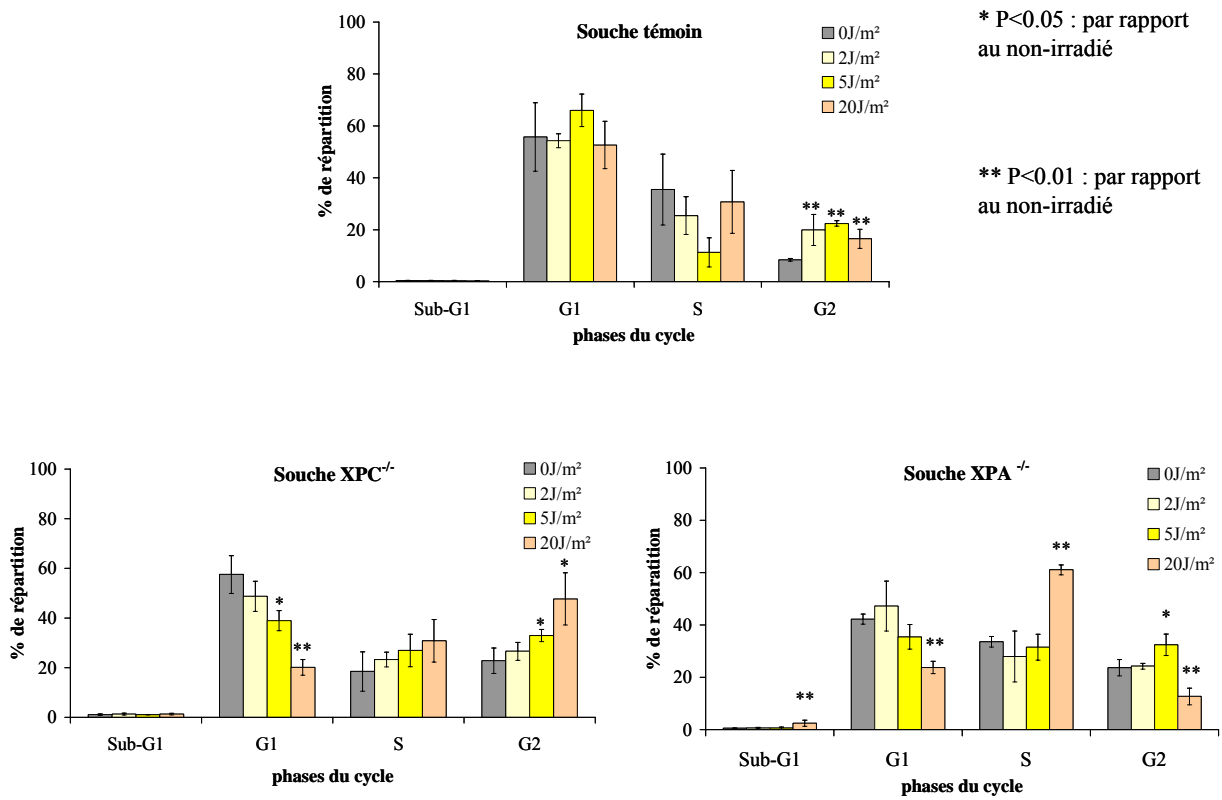 Souche témoin
% de répartition
100
80
60
40
20
0
0J/m²
2J/m²
5J/m²
20J/m²
** ** **
Sub-G1 G1 S G2
phases du cycle
* P<0.05 : par rapport
au non-irradié
** P<0.01 : par rapport
au non-irradié
Souche XPC-/-
% de répartition
100
80
60
40
20
0
0J/m²
2J/m²
5J/m²
20J/m²
*
**
*
*
Sub-G1 G1 S G2
phases du cycle
Souche XPA -/-
% de réparation
100
80
60
40
20
0
0J/m²
2J/m²
5J/m²
20J/m²
**
**
**
*
**
Sub-G1 G1 S G2
phases du cycle